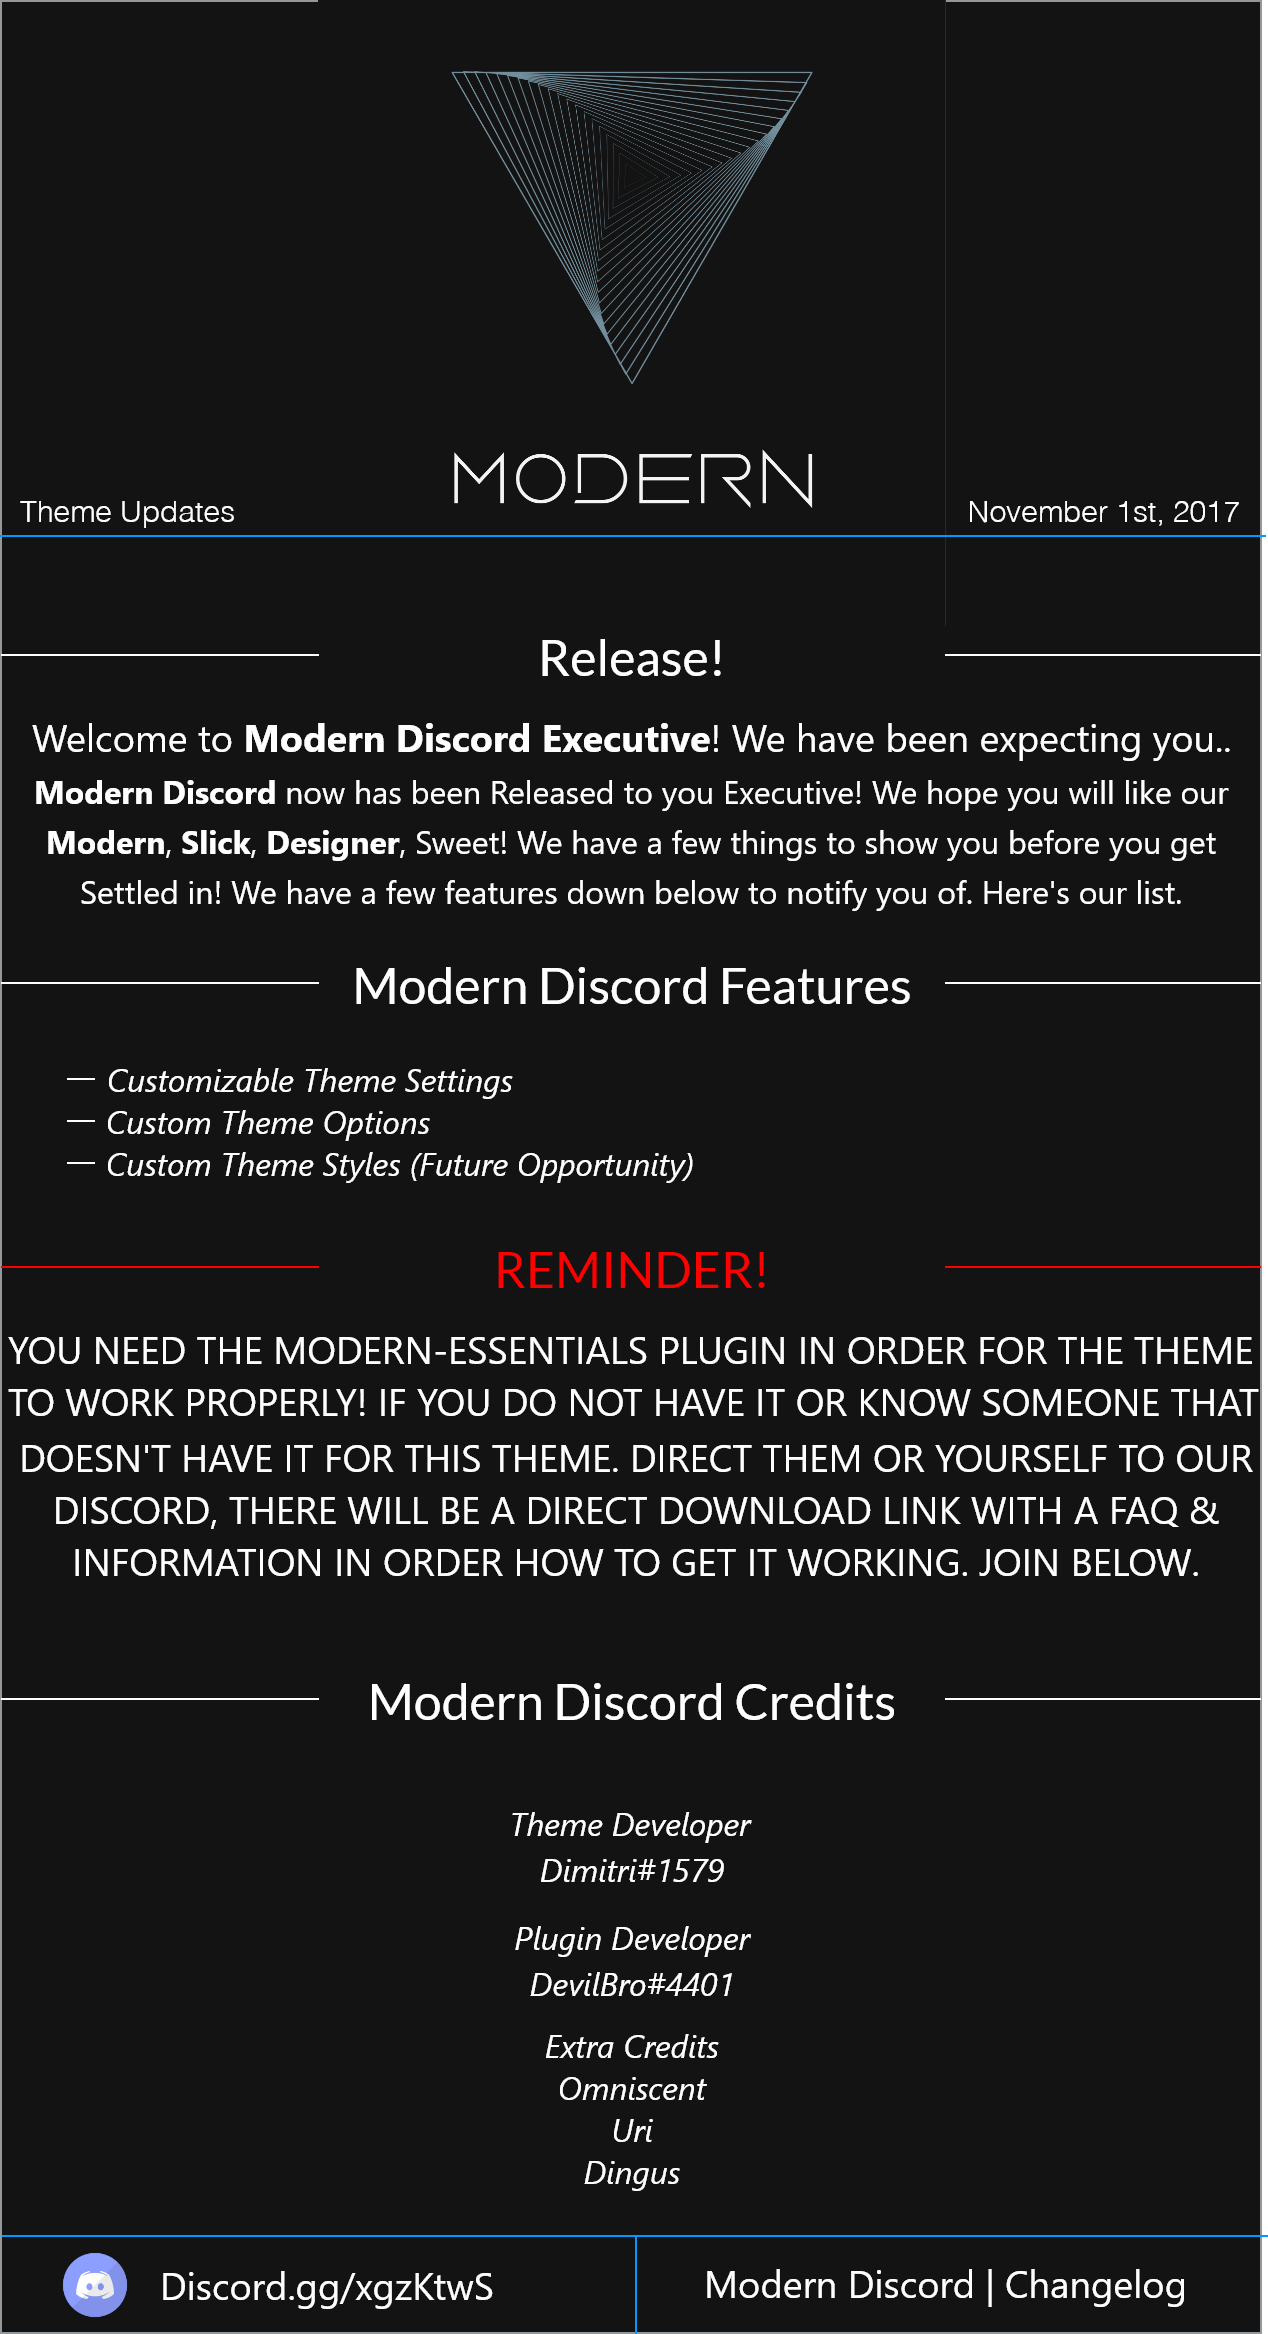 MODERN
Theme Updates
November 1st, 2017
Release!
Welcome to Modern Discord Executive! We have been expecting you..
Modern Discord now has been Released to you Executive! We hope you will like our
Modern, Slick, Designer, Sweet! We have a few things to show you before you get
Settled in! We have a few features down below to notify you of. Here's our list.
Modern Discord Features
— Customizable Theme Settings
— Custom Theme Options
— Custom Theme Styles (Future Opportunity)
REMINDER!
YOU NEED THE MODERN-ESSENTIALS PLUGIN IN ORDER FOR THE THEME
TO WORK PROPERLY! IF YOU DO NOT HAVE IT OR KNOW SOMEONE THAT
DOESN'T HAVE IT FOR THIS THEME. DIRECT THEM OR YOURSELF TO OUR
DISCORD, THERE WILL BE A DIRECT DOWNLOAD LINK WITH A FAQ &
INFORMATION IN ORDER HOW TO GET IT WORKING. JOIN BELOW.
Modern Discord Credits
Theme Developer
Dimitri#1579
Plugin Developer
DevilBro#4401
Extra Credits
Omniscent
Uri
Dingus
Discord.gg/xgzKtwS
Modern Discord | Changelog